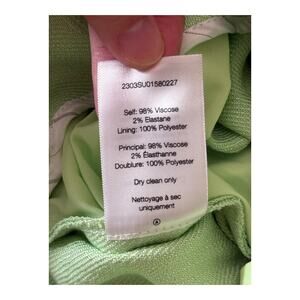 2303SU01580227
Self: 98% Viscose
2% Elastane
Lining: 100% Polyester
Principal: 98% Viscose
2% Élasthanne
Doublure: 100% Polyester
Dry clean only
Nettoyage à sec
uniquement
A